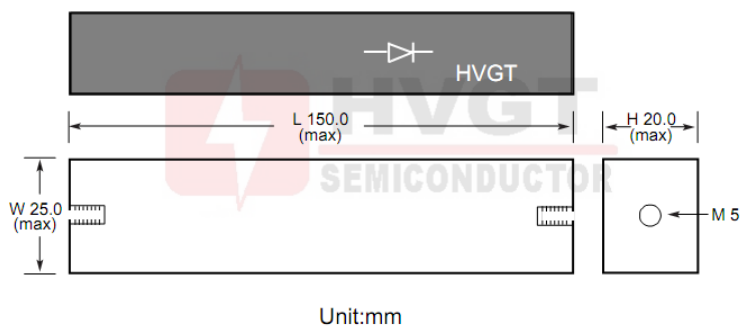 HVGT
L 150.0
(max)
H 20.0
(max)
HVGT
SEMICONDUCTOR
W 25.0
(max)
M 5
Unit:mm